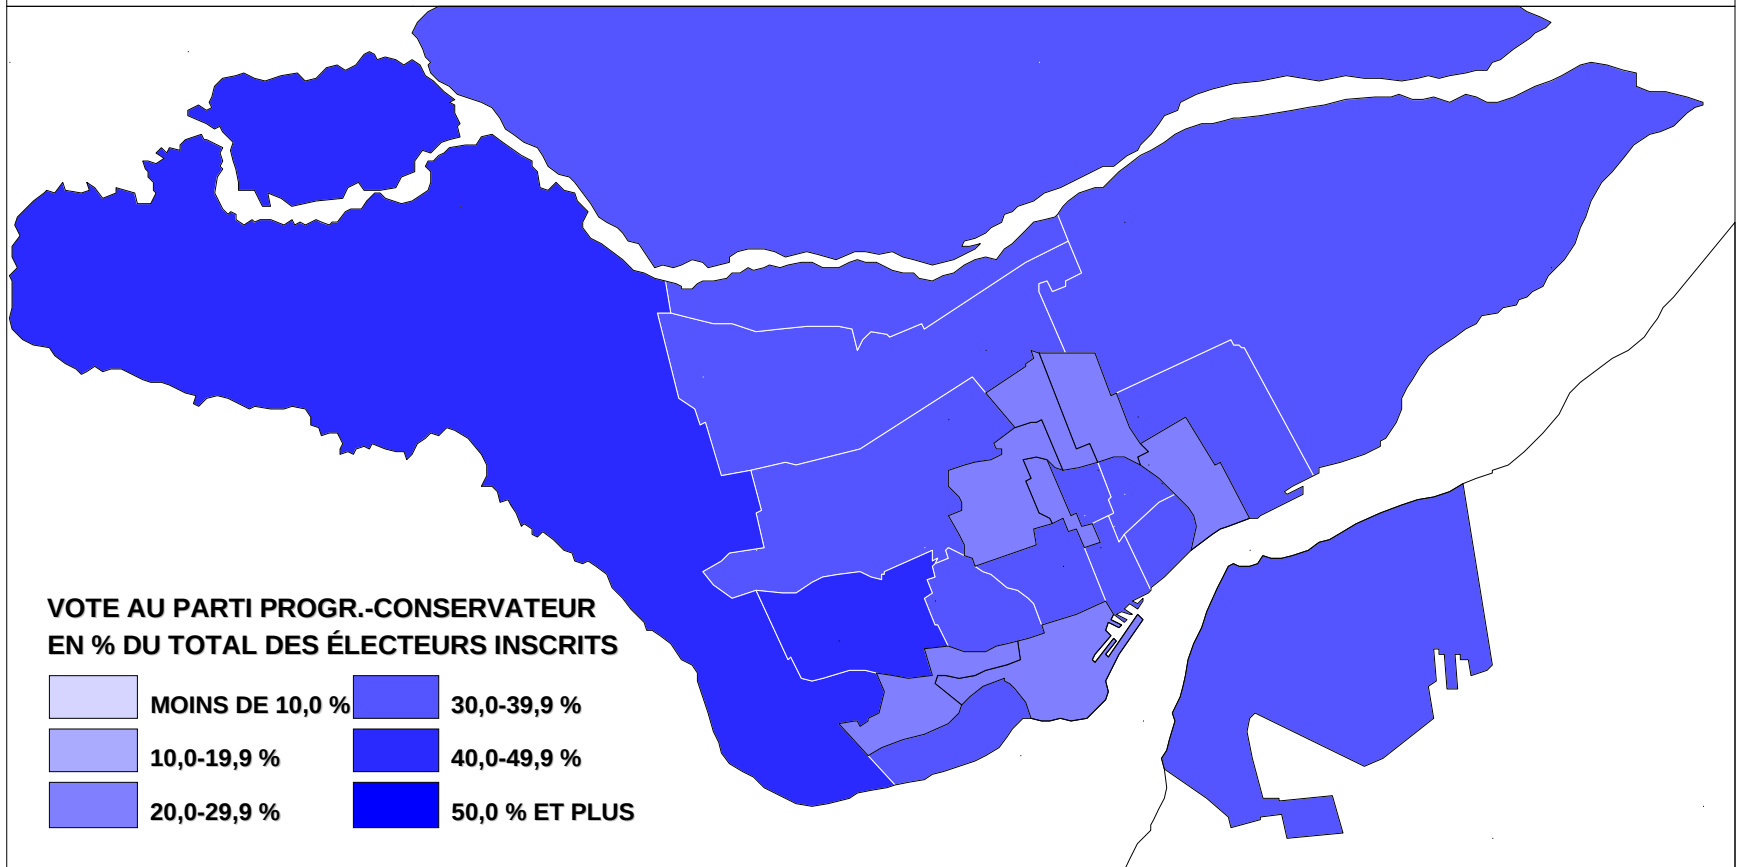 VOTE AU PARTI PROGR.-CONSERVATEUR
EN % DU TOTAL DES ÉLECTEURS INSCRITS
MOINS DE 10,0 %
10,0-19,9 %
20,0-29,9 %
30,0-39,9 %
40,0-49,9 %
50,0 % ET PLUS